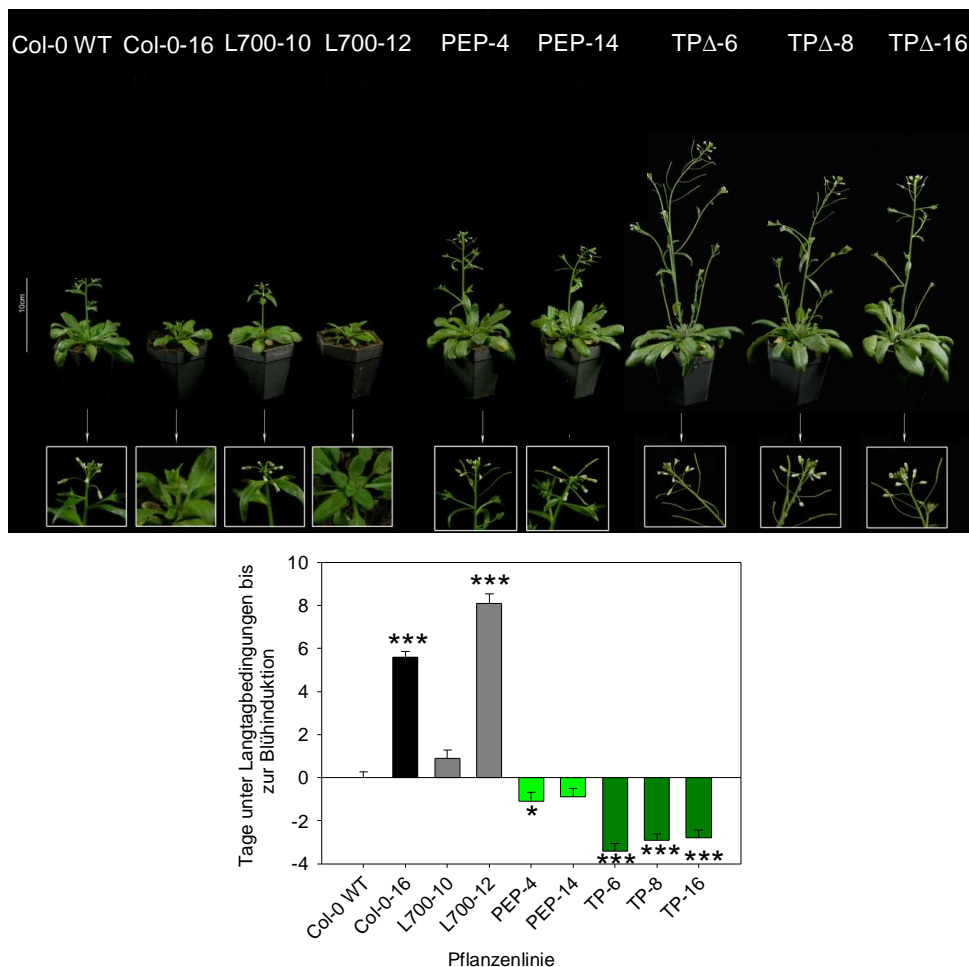 Col-0 WT Col-0-16 L700-10 L700-12 PEP-4 PEP-14 TPΔ-6 TPΔ-8 TPΔ-16
10cm
Tage unter Langtagbedingungen bis
zur Blühinduktion
10
8
6
4
2
0
-2
-4
***
***
*
***
***
***
Col-0 WT
Col-0-16
L700-10
L700-12
PEP-4
PEP-14
TP-6
TP-8
TP-16
Pflanzenlinie